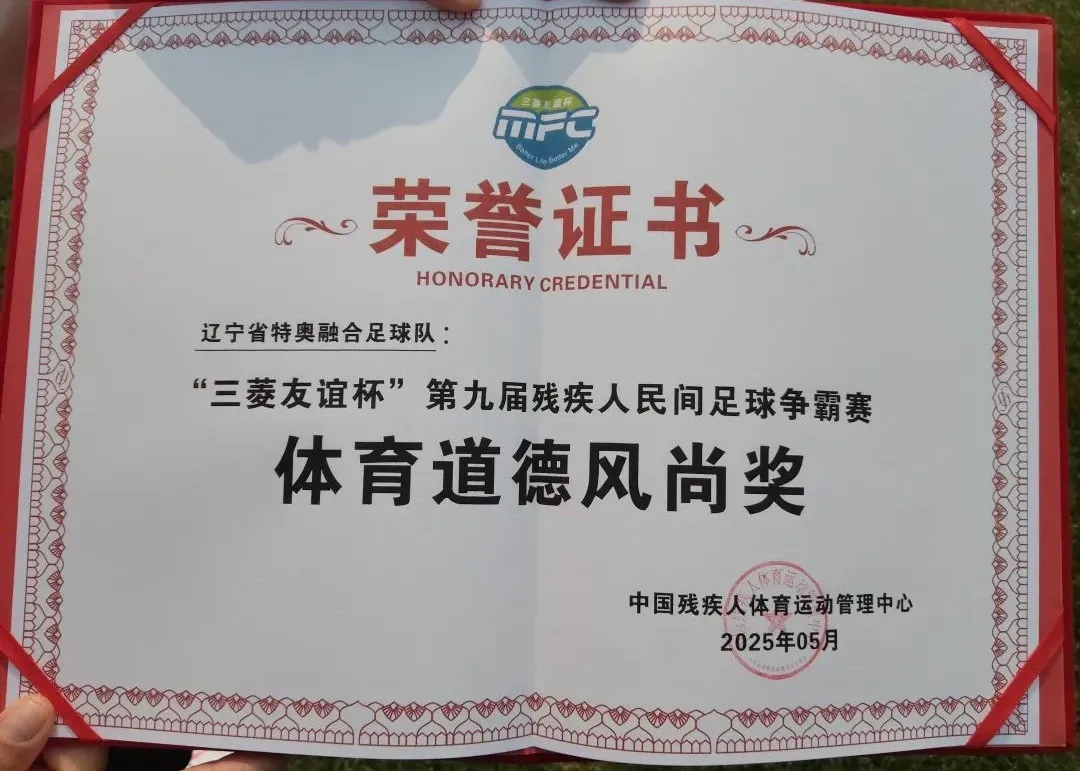 三菱友谊杯
MFC
Better Life Better Me
荣誉证书
HONORARY CREDENTIAL
辽宁省特奥融合足球队：
“三菱友谊杯”第九届残疾人民间足球争霸赛
体育道德风尚奖
中国残疾人体育运动管理中心
2025年05月